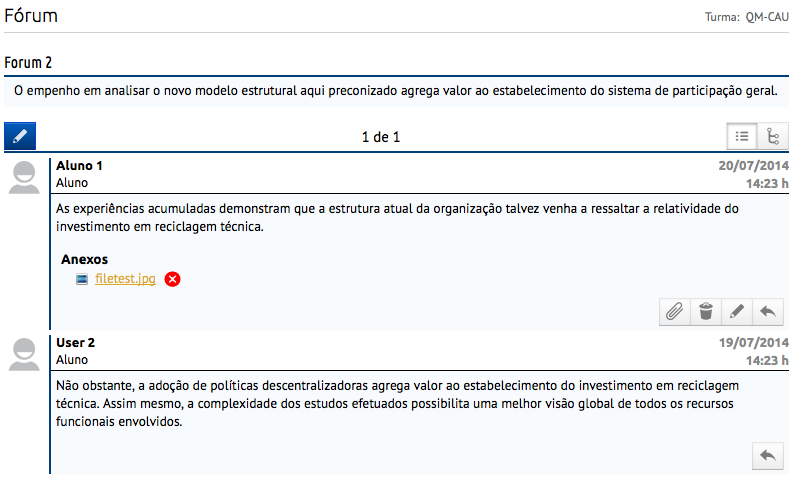 Fórum
Turma: QM-CAU
Forum 2
O empenho em analisar o novo modelo estrutural aqui preconizado agrega valor ao estabelecimento do sistema de participação geral.
1 de 1
Aluno 1
20/07/2014
Aluno
14:23 h
As experiências acumuladas demonstram que a estrutura atual da organização talvez venha a ressaltar a relatividade do
investimento em reciclagem técnica.
Anexos
filetest.jpg
User 2
19/07/2014
Aluno
14:23 h
Não obstante, a adoção de políticas descentralizadoras agrega valor ao estabelecimento do investimento em reciclagem
técnica. Assim mesmo, a complexidade dos estudos efetuados possibilita uma melhor visão global de todos os recursos
funcionais envolvidos.